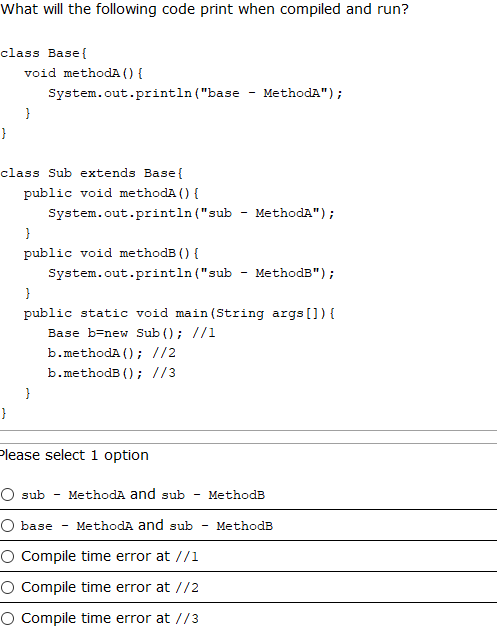 What will the following code print when compiled and run?
class Base{
void methodA(){
System.out.println("base - MethodA");
}
}
class Sub extends Base{
public void methodA(){
System.out.println("sub - MethodA");
}
public void methodB(){
System.out.println("sub - MethodB");
}
public static void main(String args[]){
Base b=new Sub(); //1
b.methodA(); //2
b.methodB(); //3
}
}
Please select 1 option
sub - MethodA and sub - MethodB
base - MethodA and sub - MethodB
Compile time error at //1
Compile time error at //2
Compile time error at //3